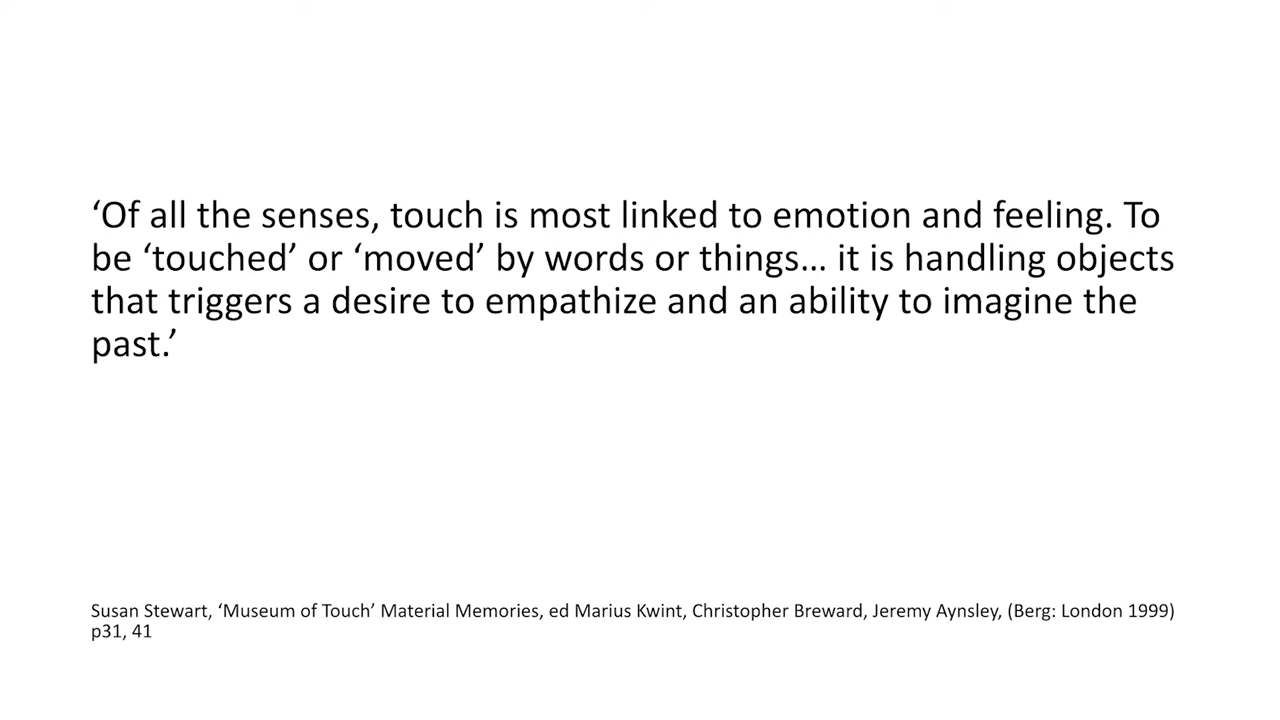 ‘Of all the senses, touch is most linked to emotion and feeling. To
be ‘touched’ or ‘moved’ by words or things… it is handling objects
that triggers a desire to empathize and an ability to imagine the
past.’
Susan Stewart, ‘Museum of Touch’ Material Memories, ed Marius Kwint, Christopher Breward, Jeremy Aynsley, (Berg: London 1999)
p31, 41